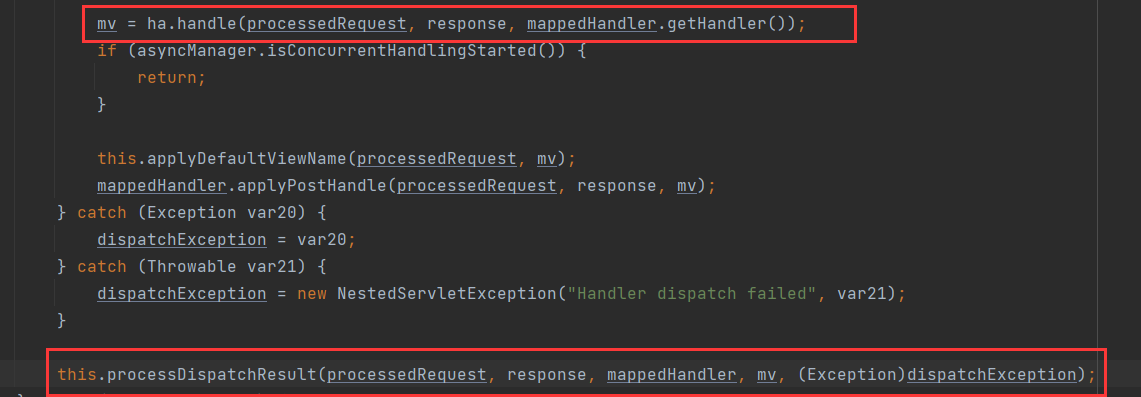 mv = ha.handle(processedRequest, response, mappedHandler.getHandler());
if (asyncManager.isConcurrentHandlingStarted()) {
return;
}
this.applyDefaultViewName(processedRequest, mv);
mappedHandler.applyPostHandle(processedRequest, response, mv);
} catch (Exception var20) {
dispatchException = var20;
} catch (Throwable var21) {
dispatchException = new NestedServletException("Handler dispatch failed", var21);
}
this.processDispatchResult(processedRequest, response, mappedHandler, mv, (Exception)dispatchException);